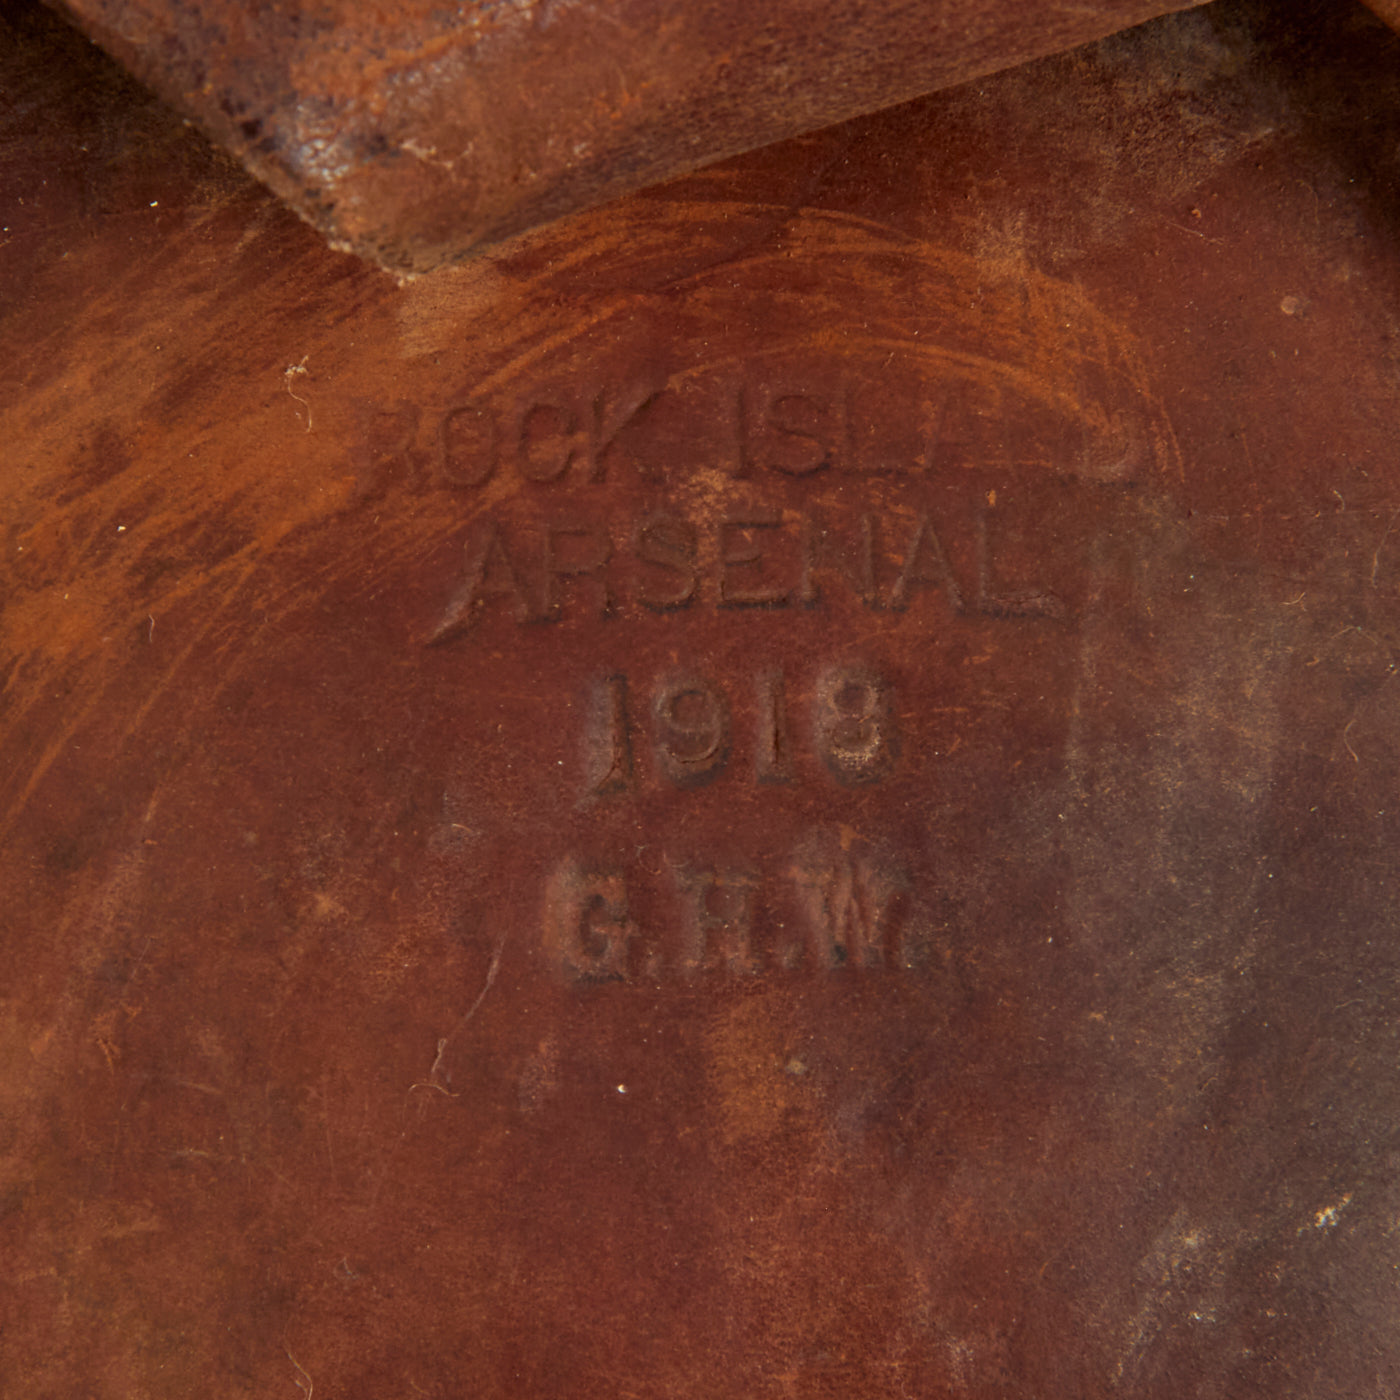 ROCK ISLAND
ARSENAL
1918
G.H.W.